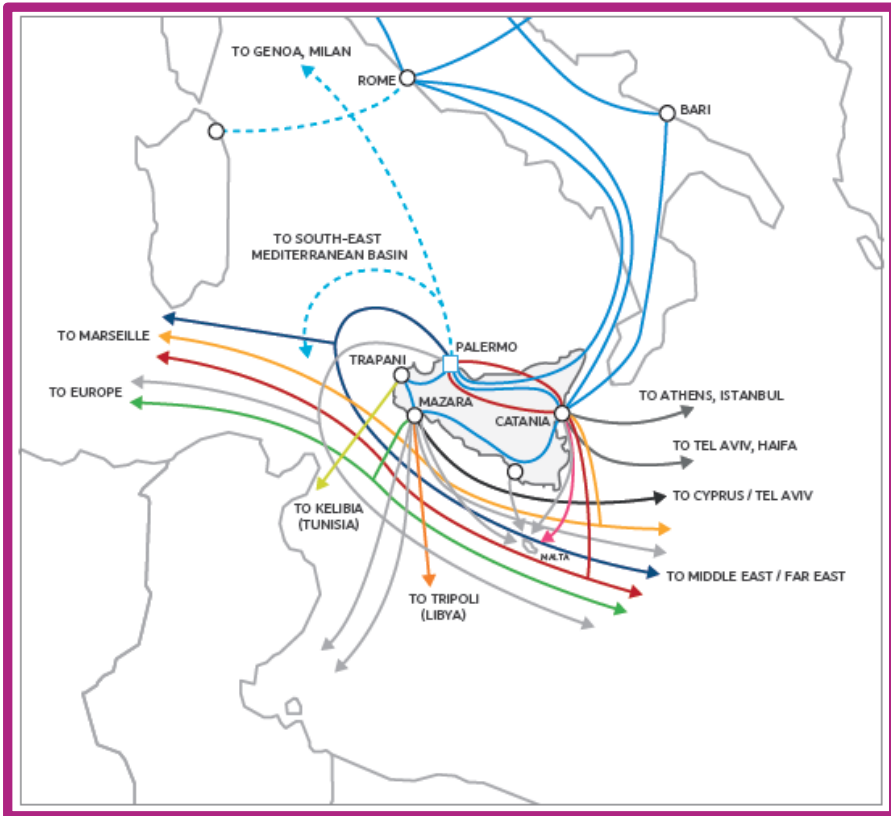 TO GENOA, MILAN
ROME
BARI
TO SOUTH-EAST
MEDITERRANEAN BASIN
TO MARSEILLE
PALERMO
TRAPANI
TO EUROPE
MAZARA
CATANIA
TO ATHENS, ISTANBUL
TO TEL AVIV, HAIFA
TO CYPRUS / TEL AVIV
TO KELIBIA
(TUNISIA)
MALTA
TO MIDDLE EAST / FAR EAST
TO TRIPOLI
(LIBYA)